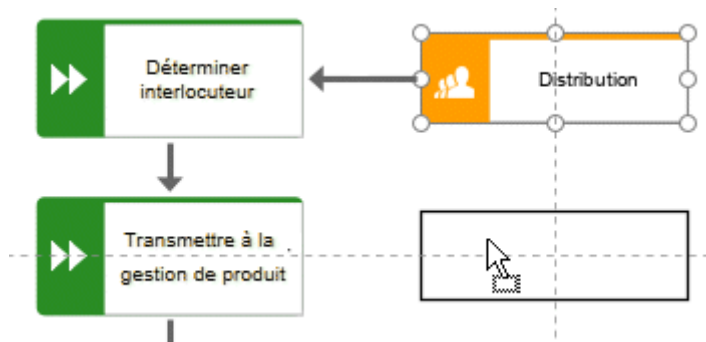 Déterminer
interlocuteur
Distribution
Transmettre à la
gestion de produit